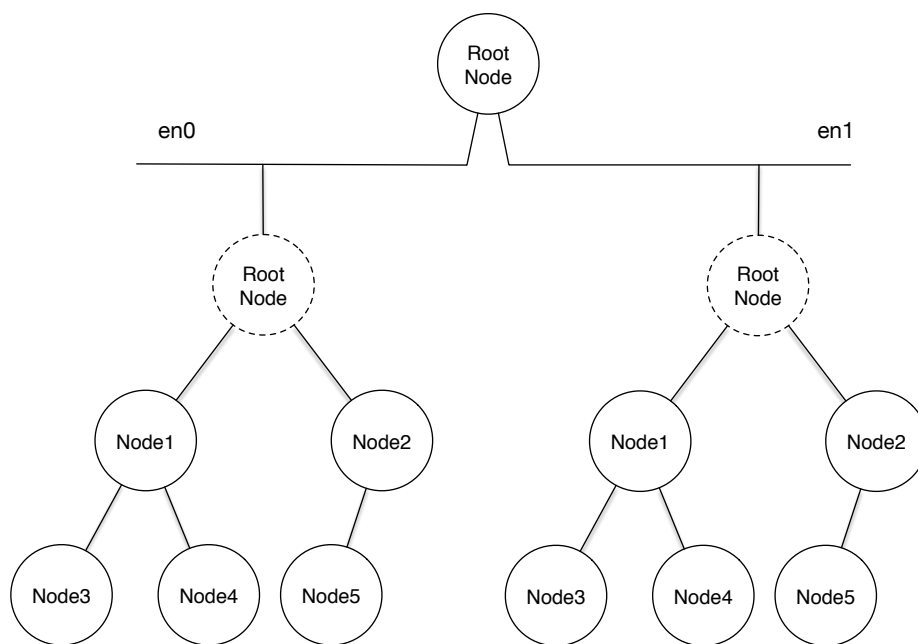 Root
Node
en0
en1
Root
Node
Root
Node
Node1
Node2
Node1
Node2
Node3
Node4
Node5
Node3
Node4
Node5